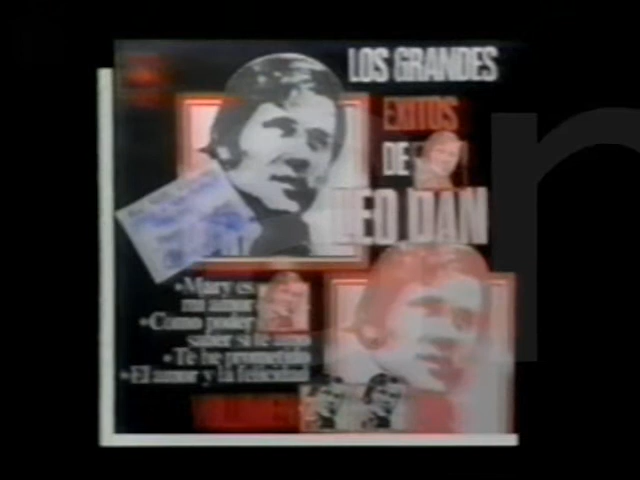 LOS GRANDES
EXITOS
DE
LEO DAN
•Mary es
mi amor
•Como poder
saber si te amo
•Te he prometido
•El amor y la felicidad